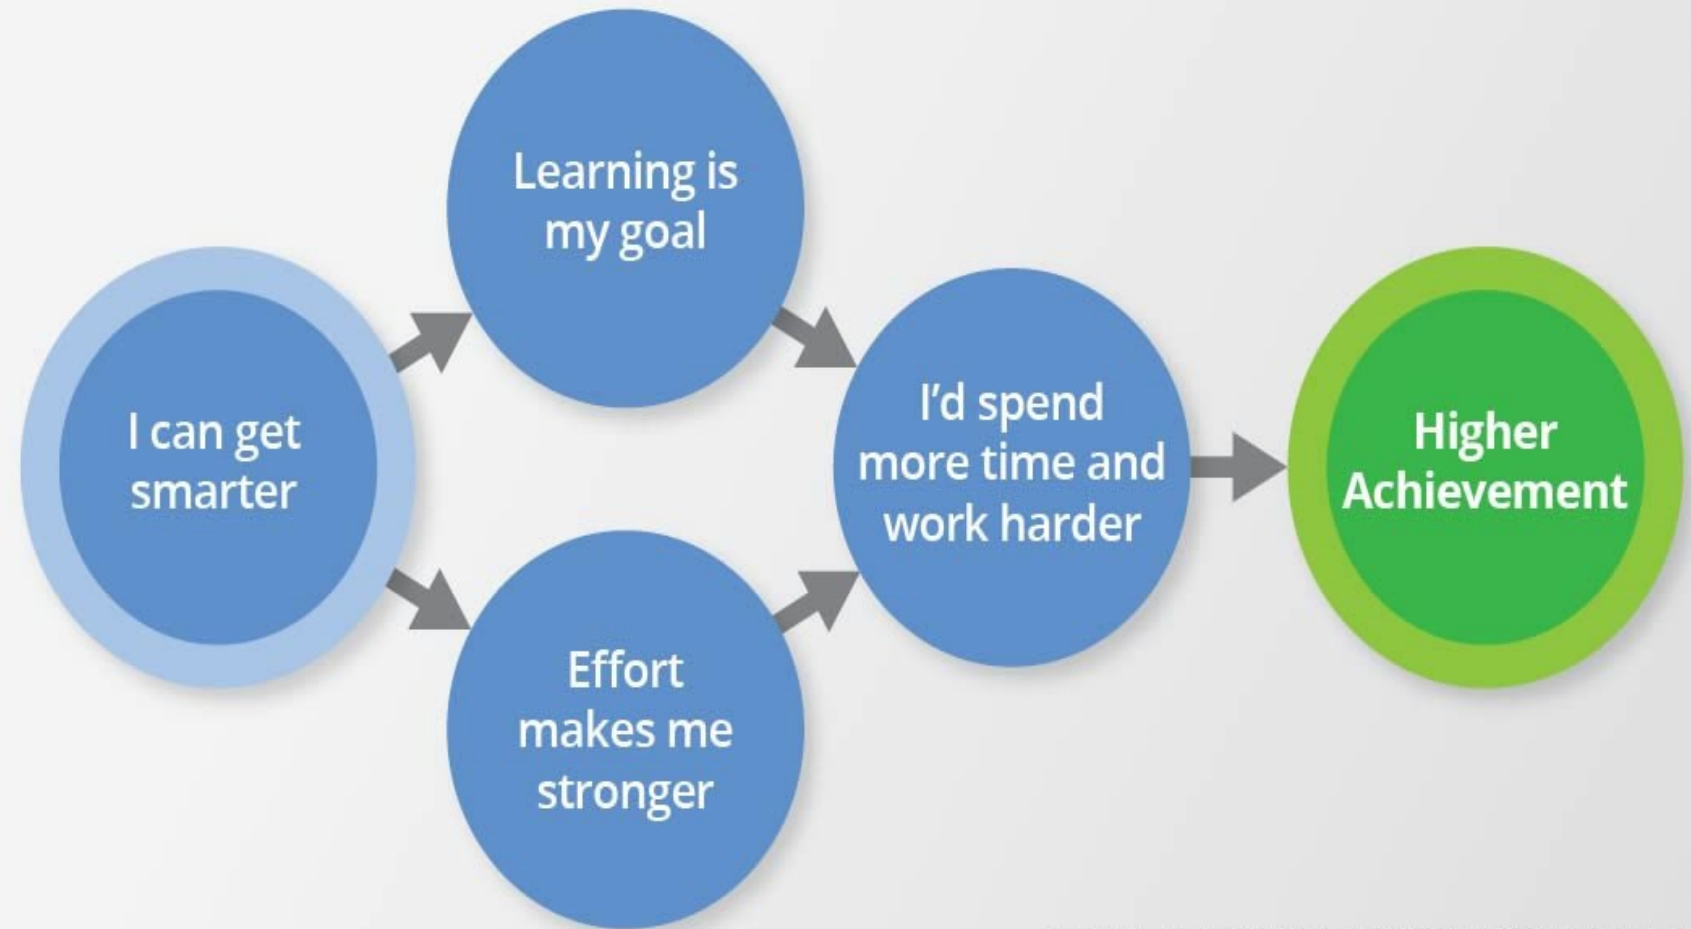 Learning is
my goal
I can get
smarter
I'd spend
more time and
work harder
Higher
Achievement
Effort
makes me
stronger